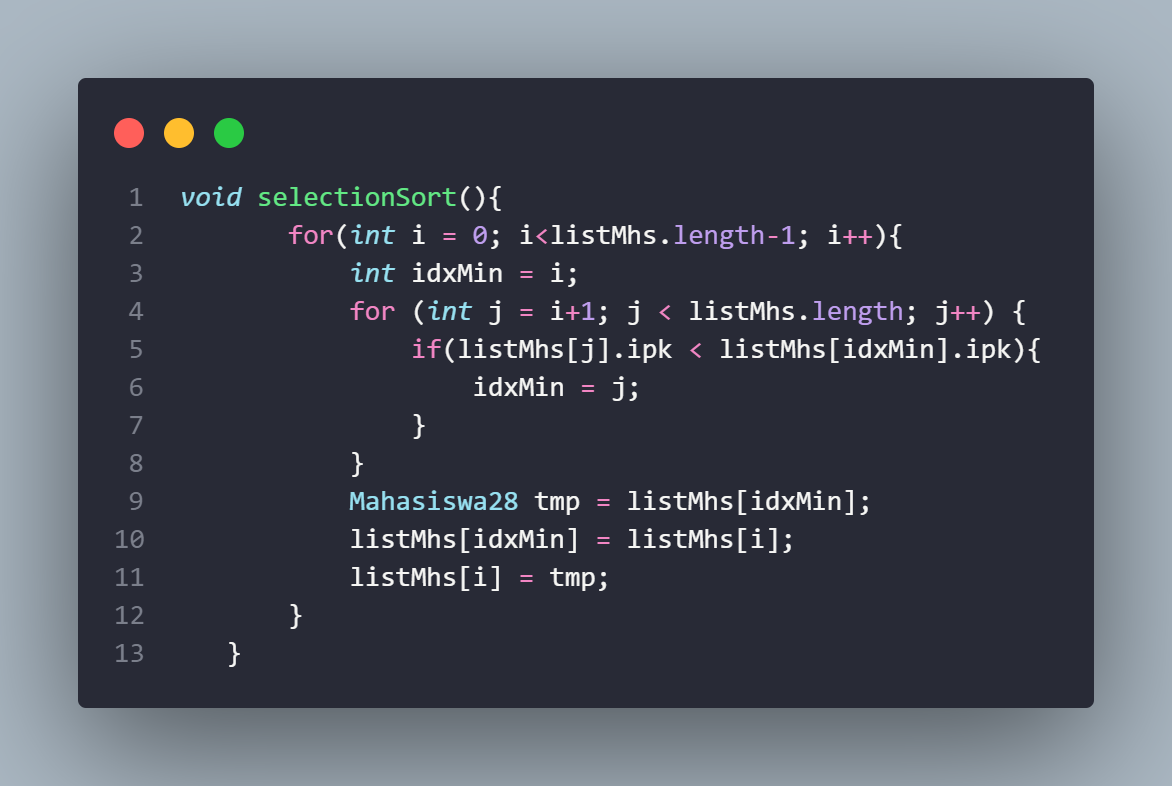 1 void selectionSort(){
2 for(int i = 0; i<listMhs.length-1; i++){
3 int idxMin = i;
4 for (int j = i+1; j < listMhs.length; j++) {
5 if(listMhs[j].ipk < listMhs[idxMin].ipk){
6 idxMin = j;
7 }
8 }
9 Mahasiswa28 tmp = listMhs[idxMin];
10 listMhs[idxMin] = listMhs[i];
11 listMhs[i] = tmp;
12 }
13 }